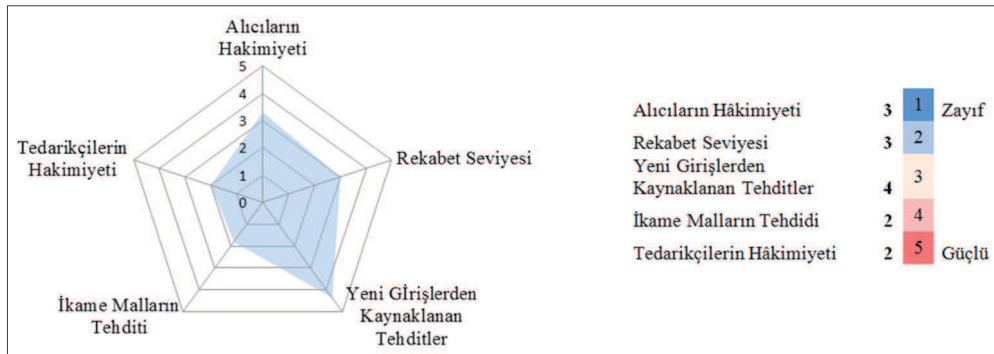 Alıcıların
Hakimiyeti
5
4
3
2
1
0
Tedarikçilerin
Hakimiyeti
Rekabet Seviyesi
İkame Malların
Tehditi
Yeni Gİrişlerden
Kaynaklanan
Tehditler
Alıcıların Hâkimiyeti 3 1 Zayıf
Rekabet Seviyesi 3 2
Yeni Girişlerden
Kaynaklanan Tehditler 4 3
İkame Malların Tehdidi 2 4
Tedarikçilerin Hâkimiyeti 2 5 Güçlü